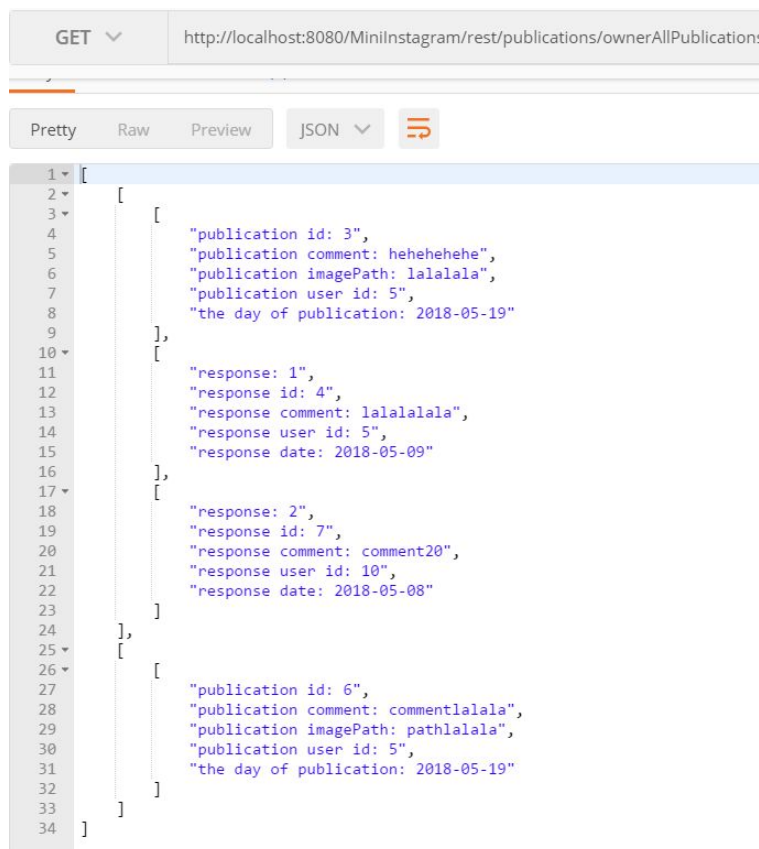 GET http://localhost:8080/MiniInstagram/rest/publications/ownerAllPublications
Pretty Raw Preview JSON
1 [
2 [
3 [
4 "publication id: 3",
5 "publication comment: hehehehehe",
6 "publication imagePath: lalalala",
7 "publication user id: 5",
8 "the day of publication: 2018-05-19"
9 ],
10 [
11 "response: 1",
12 "response id: 4",
13 "response comment: lalalalala",
14 "response user id: 5",
15 "response date: 2018-05-09"
16 ],
17 [
18 "response: 2",
19 "response id: 7",
20 "response comment: comment20",
21 "response user id: 10",
22 "response date: 2018-05-08"
23 ]
24 ],
25 [
26 [
27 "publication id: 6",
28 "publication comment: commentlalala",
29 "publication imagePath: pathlalala",
30 "publication user id: 5",
31 "the day of publication: 2018-05-19"
32 ]
33 ]
34 ]